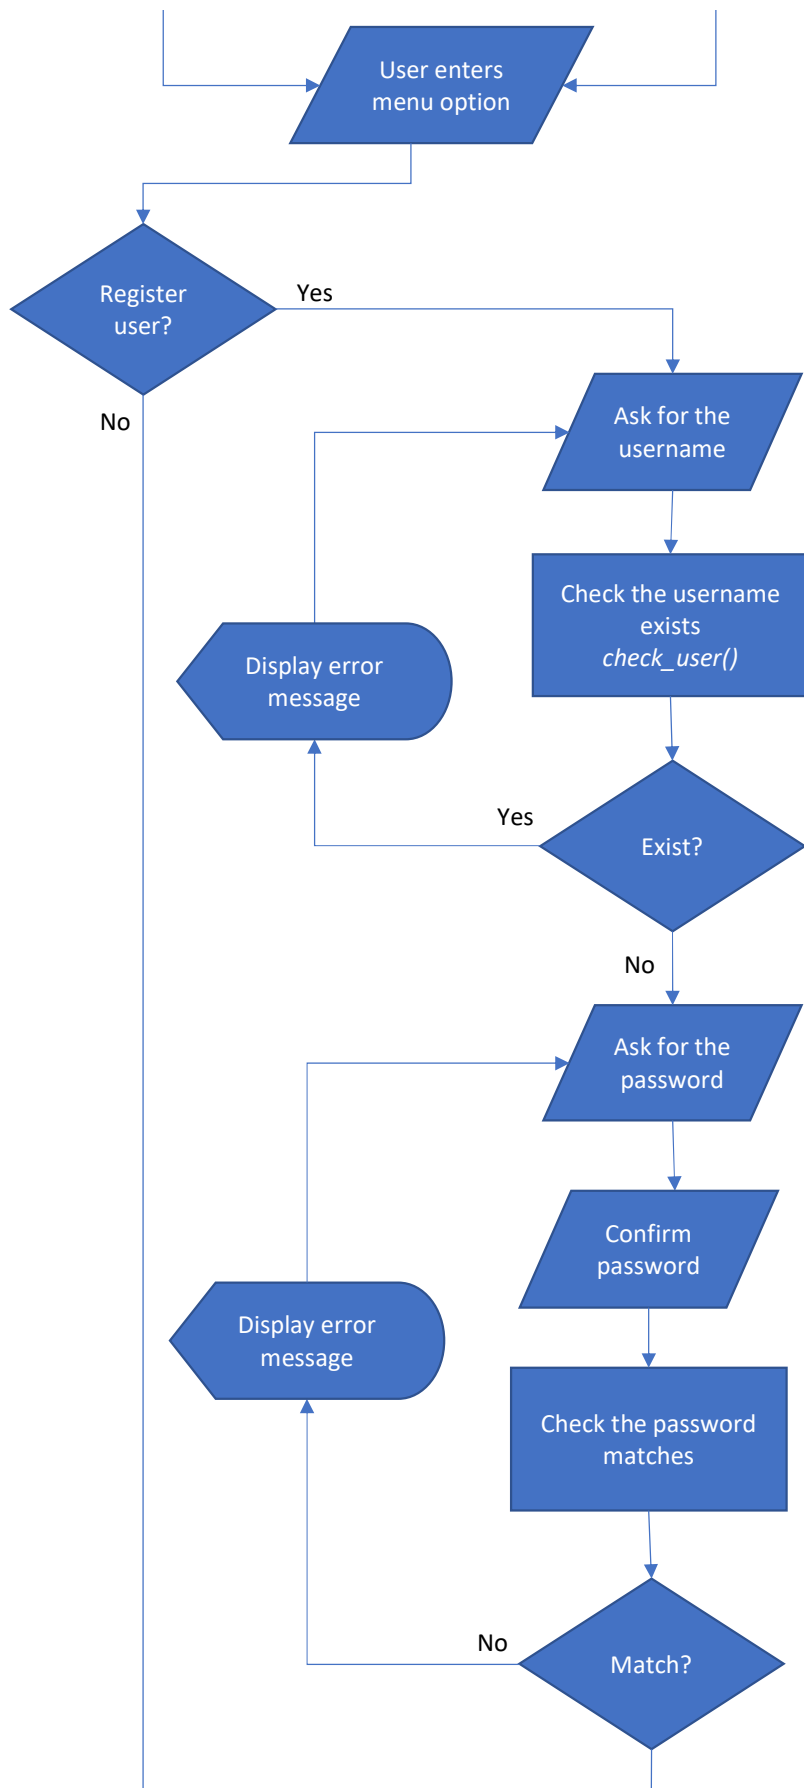 User enters
menu option
Register
user?
Yes
No
Ask for the
username
Check the username
exists
check_user()
Display error
message
Yes
Exist?
No
Ask for the
password
Confirm
password
Display error
message
Check the password
matches
No
Match?